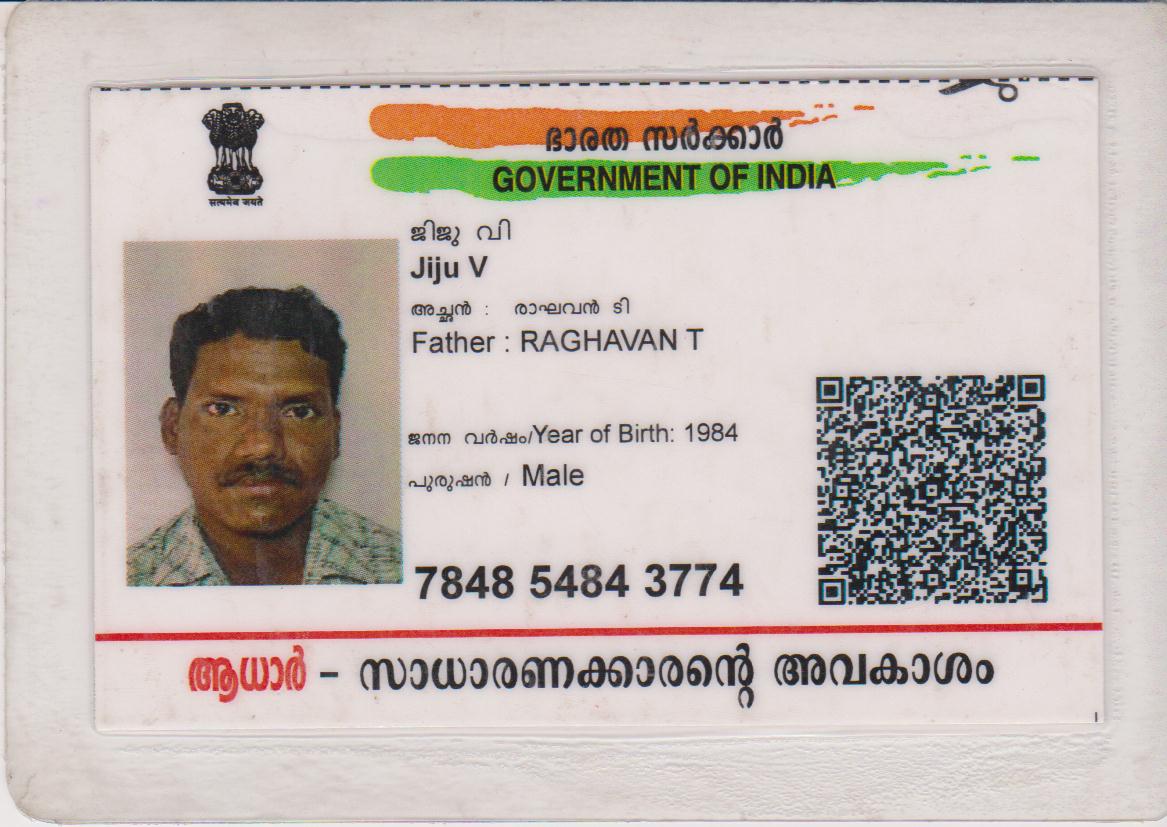 सत्यमेव जयते
ഭാരത സർക്കാർ
GOVERNMENT OF INDIA
ജിജു വി
Jiju V
അച്ഛൻ : രാഘവൻ ടി
Father : RAGHAVAN T
ജനന വർഷം/Year of Birth: 1984
പുരുഷൻ / Male
7848 5484 3774
ആധാർ – സാധാരണക്കാരന്റെ അവകാശം